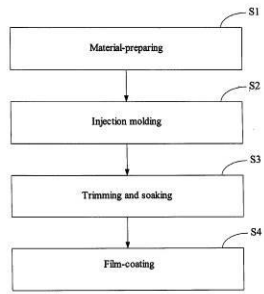 S1
Material-preparing
S2
Injection molding
S3
Trimming and soaking
S4
Film-coating